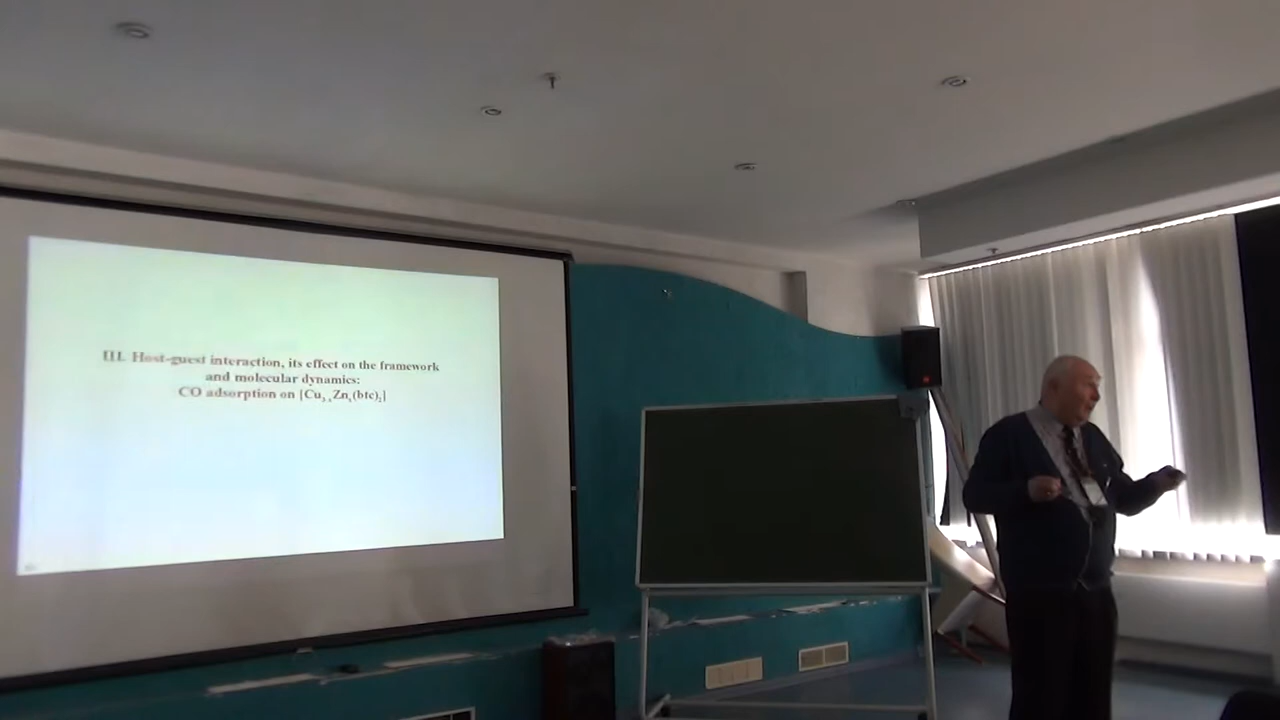 III. Host-guest interaction, its effect on the framework
and molecular dynamics:
CO adsorption on [Cu₃₋ₓZnₓ(btc)₂]